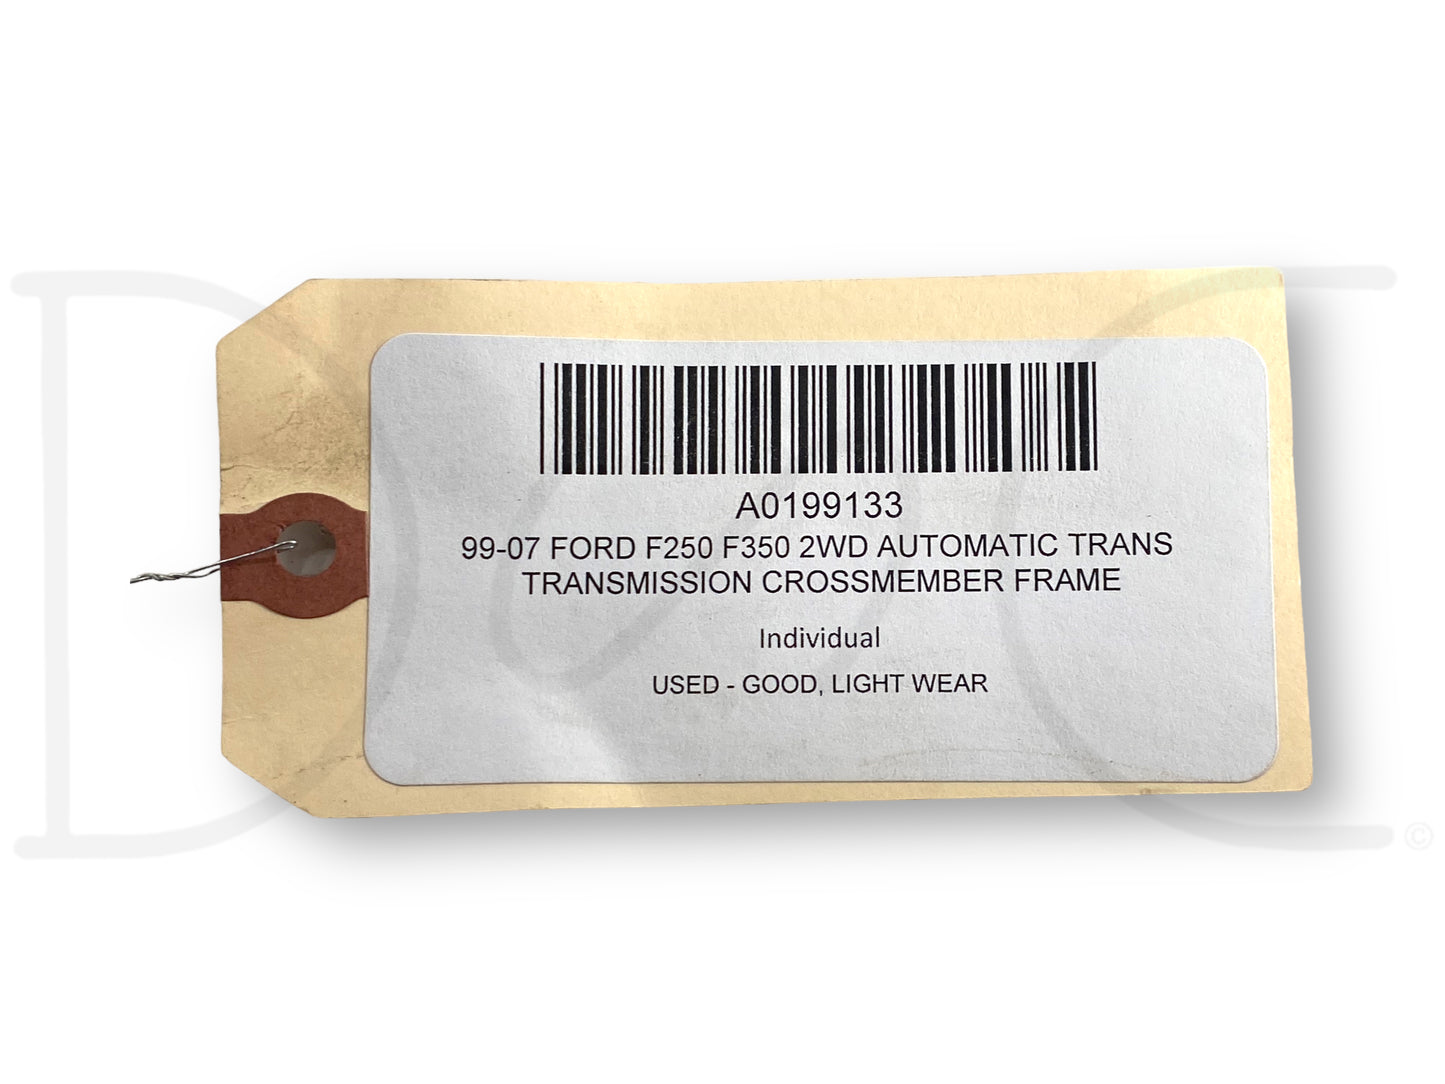 A0199133
99-07 FORD F250 F350 2WD AUTOMATIC TRANS
TRANSMISSION CROSSMEMBER FRAME
Individual
USED - GOOD, LIGHT WEAR
D C
©